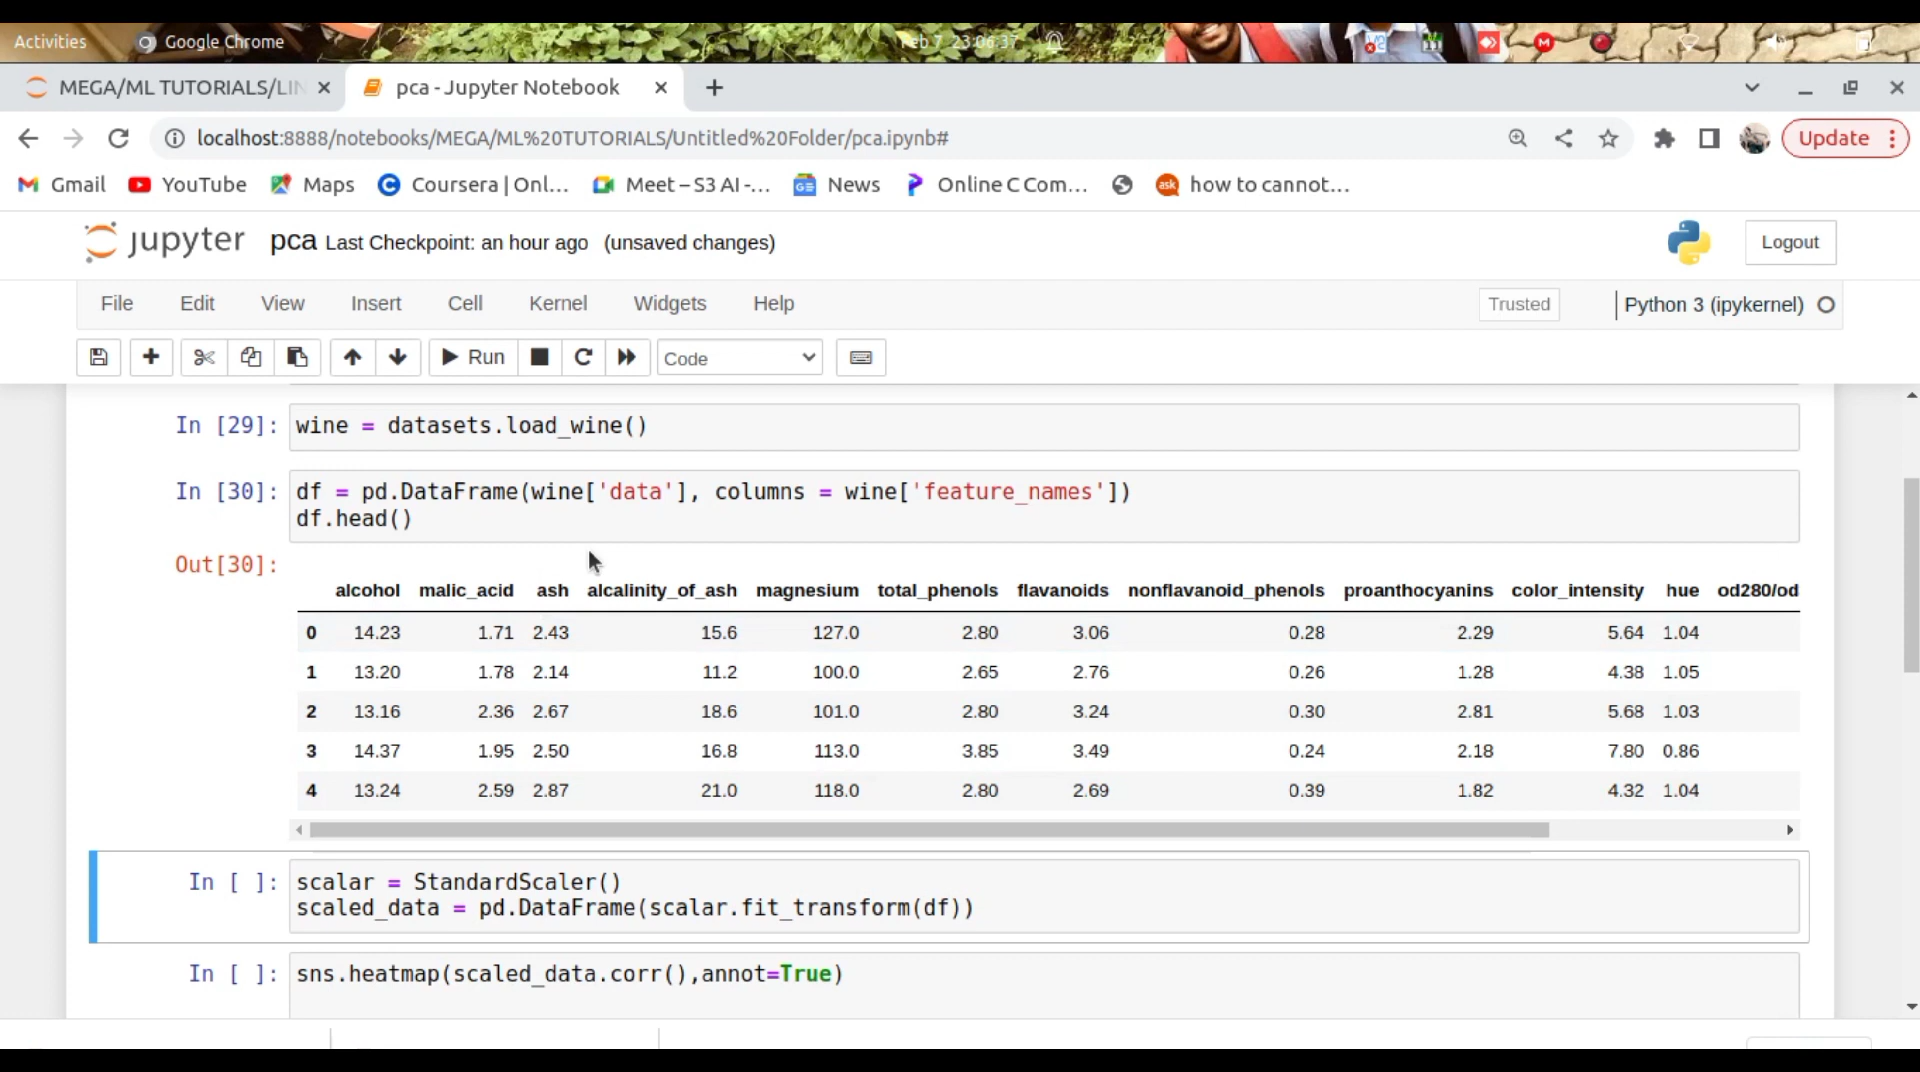 Activities Google Chrome Feb 7 23:06:37
MEGA/ML TUTORIALS/LIN pca - Jupyter Notebook
localhost:8888/notebooks/MEGA/ML%20TUTORIALS/Untitled%20Folder/pca.ipynb# Update
Gmail YouTube Maps Coursera | Onl... Meet – S3 AI -... News Online C Com... how to cannot...
jupyter pca Last Checkpoint: an hour ago (unsaved changes) Logout
File Edit View Insert Cell Kernel Widgets Help Trusted Python 3 (ipykernel)
Run Code
In [29]: wine = datasets.load_wine()
In [30]: df = pd.DataFrame(wine['data'], columns = wine['feature_names'])
df.head()
Out[30]:
alcohol malic_acid ash alcalinity_of_ash magnesium total_phenols flavanoids nonflavanoid_phenols proanthocyanins color_intensity hue od280/od
0 14.23 1.71 2.43 15.6 127.0 2.80 3.06 0.28 2.29 5.64 1.04
1 13.20 1.78 2.14 11.2 100.0 2.65 2.76 0.26 1.28 4.38 1.05
2 13.16 2.36 2.67 18.6 101.0 2.80 3.24 0.30 2.81 5.68 1.03
3 14.37 1.95 2.50 16.8 113.0 3.85 3.49 0.24 2.18 7.80 0.86
4 13.24 2.59 2.87 21.0 118.0 2.80 2.69 0.39 1.82 4.32 1.04
In [ ]: scalar = StandardScaler()
scaled_data = pd.DataFrame(scalar.fit_transform(df))
In [ ]: sns.heatmap(scaled_data.corr(),annot=True)